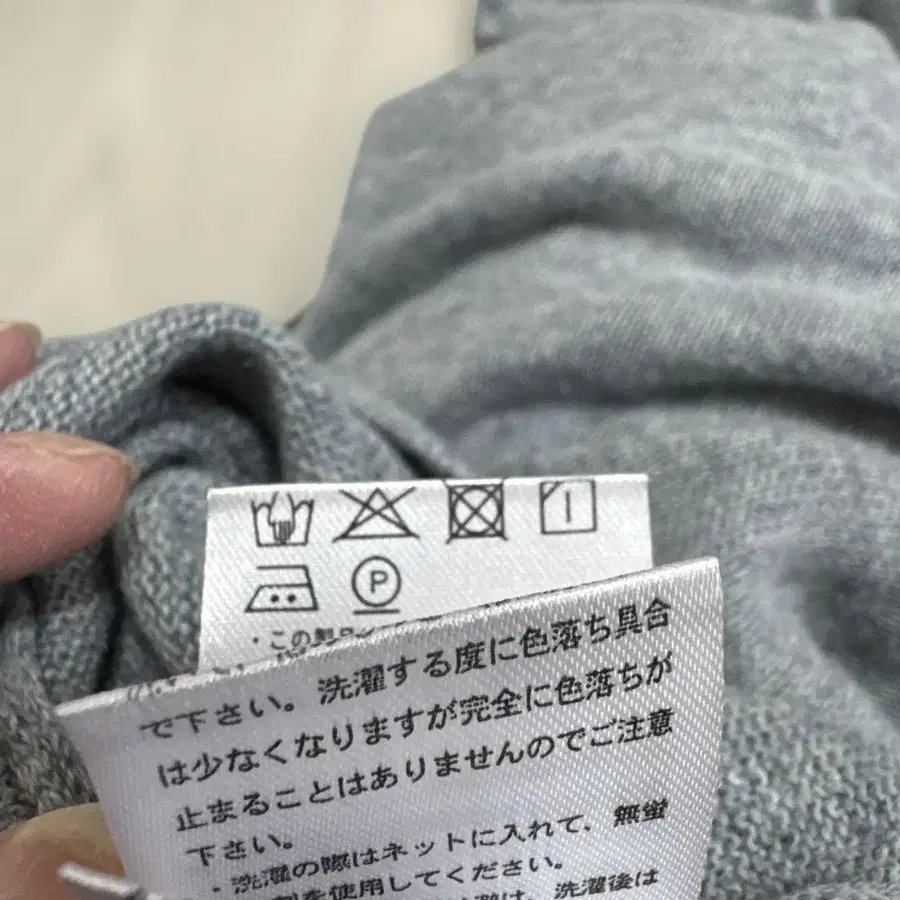 P
・この製品
で下さい。洗濯する度に色落ち具合
は少なくなりますが完全に色落ちが
止まることはありませんのでご注意
下さい。
・洗濯の際はネットに入れて、無蛍
を使用してください。
は、洗濯後は